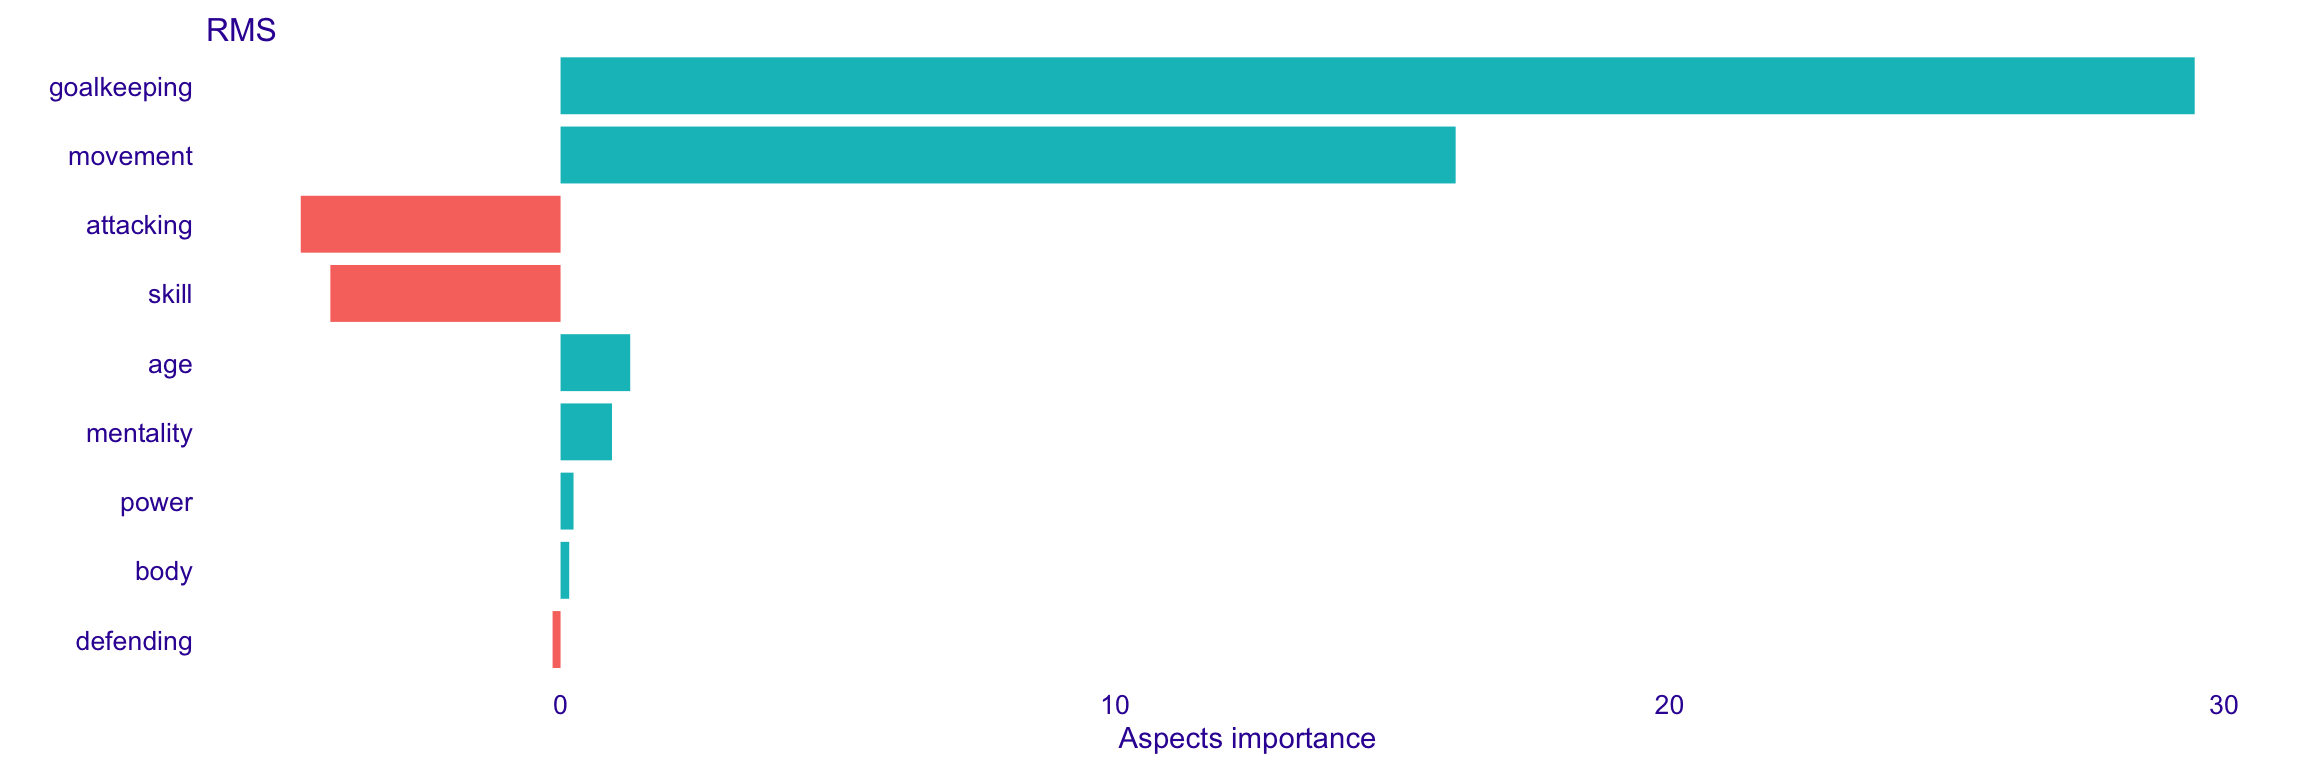 RMS
goalkeeping
movement
attacking
skill
age
mentality
power
body
defending
0 10 20 30
Aspects importance